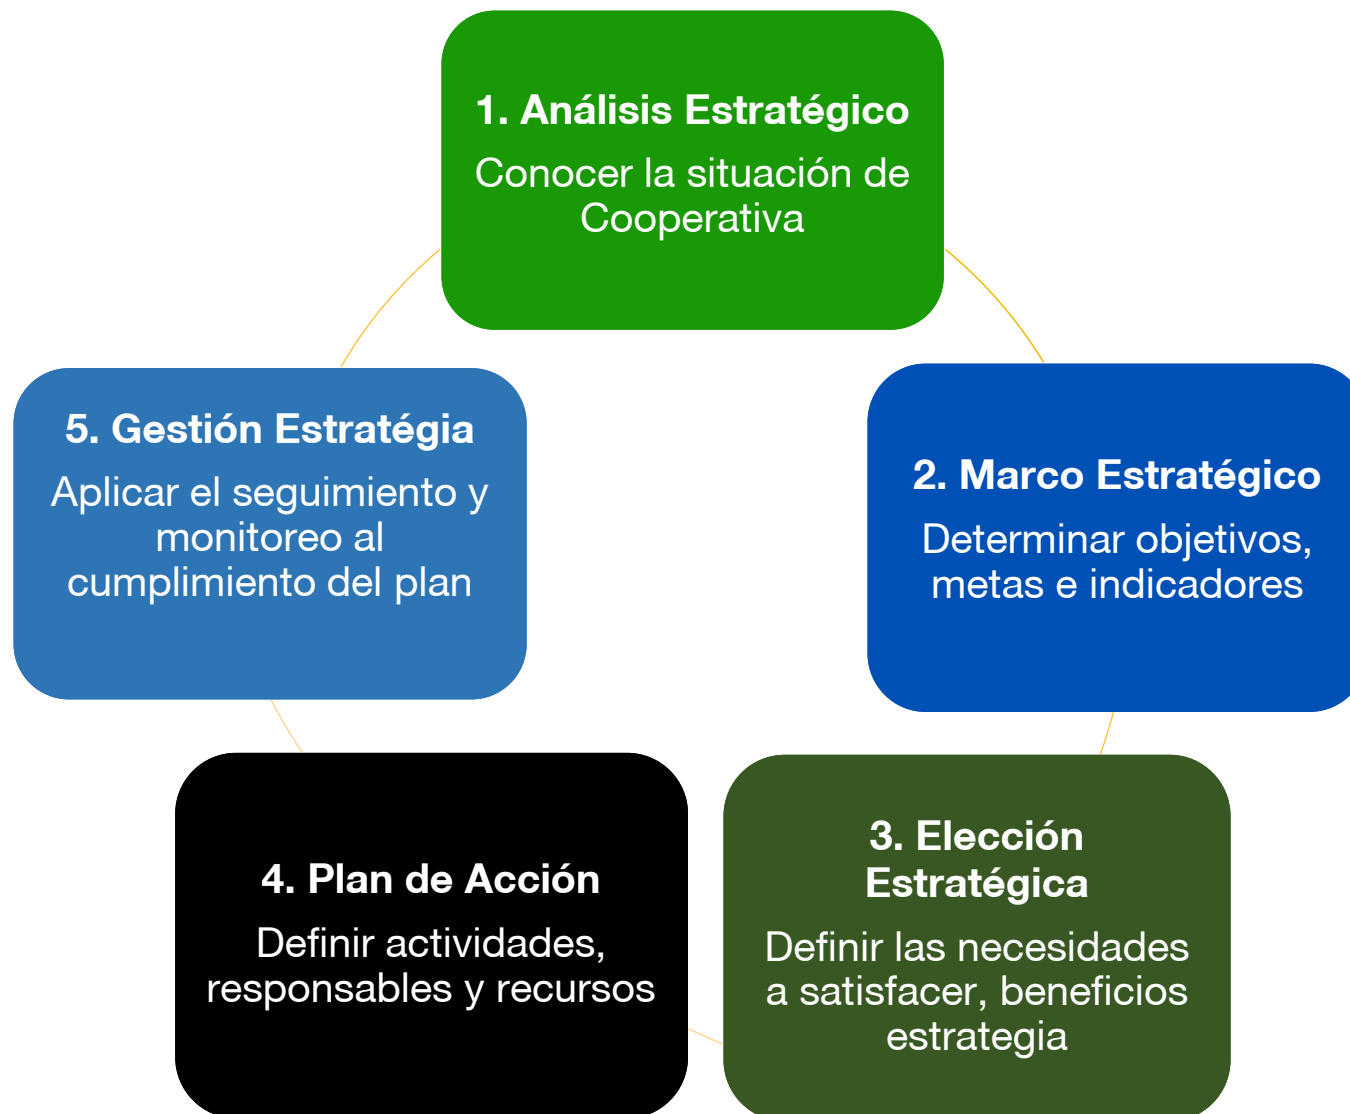 1. Análisis Estratégico
Conocer la situación de
Cooperativa
2. Marco Estratégico
Determinar objetivos,
metas e indicadores
3. Elección
Estratégica
Definir las necesidades
a satisfacer, beneficios
estrategia
4. Plan de Acción
Definir actividades,
responsables y recursos
5. Gestión Estratégia
Aplicar el seguimiento y
monitoreo al
cumplimiento del plan